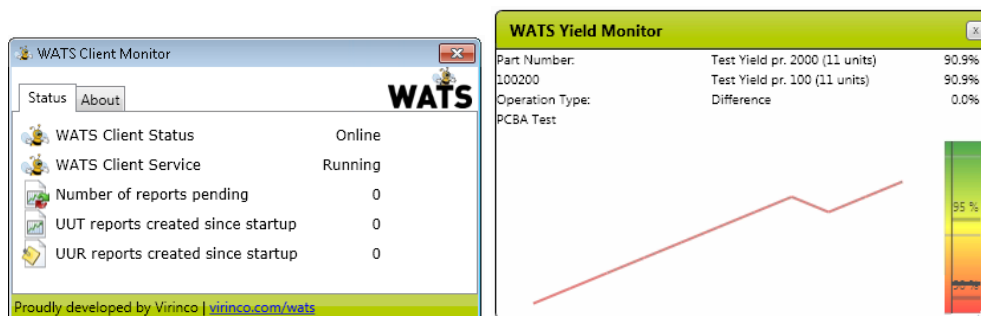 WATS Client Monitor
Status About
WATS
WATS Client Status Online
WATS Client Service Running
Number of reports pending 0
UUT reports created since startup 0
UUR reports created since startup 0
Proudly developed by Virinco | virinco.com/wats
WATS Yield Monitor
x
Part Number: Test Yield pr. 2000 (11 units) 90.9%
100200 Test Yield pr. 100 (11 units) 90.9%
Operation Type: Difference 0.0%
PCBA Test
95 %